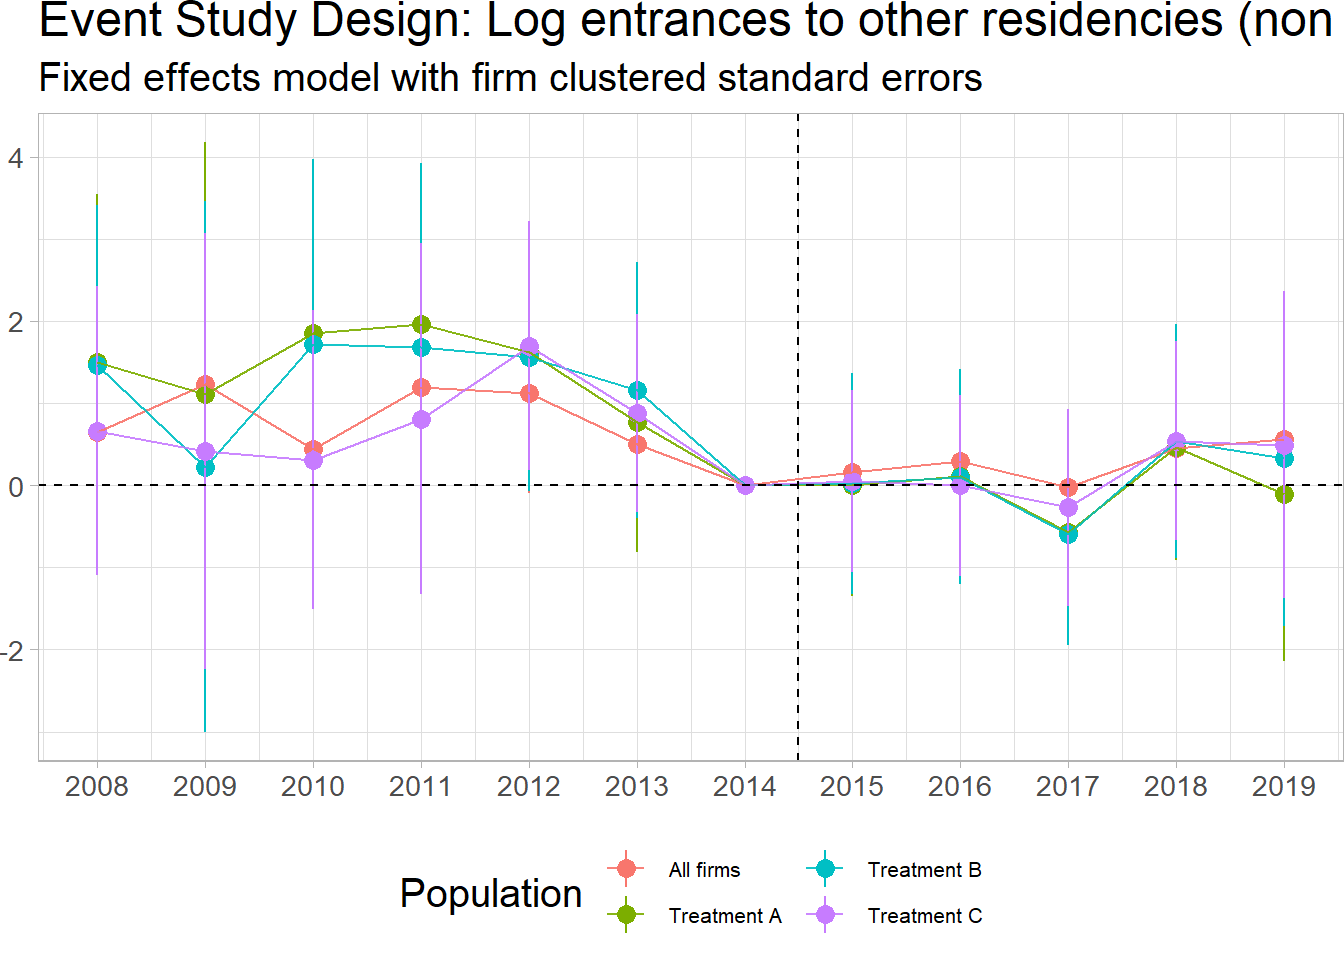 Event Study Design: Log entrances to other residencies (non
Fixed effects model with firm clustered standard errors
4
2
0
-2
2008 2009 2010 2011 2012 2013 2014 2015 2016 2017 2018 2019
Population
All firms
Treatment A
Treatment B
Treatment C